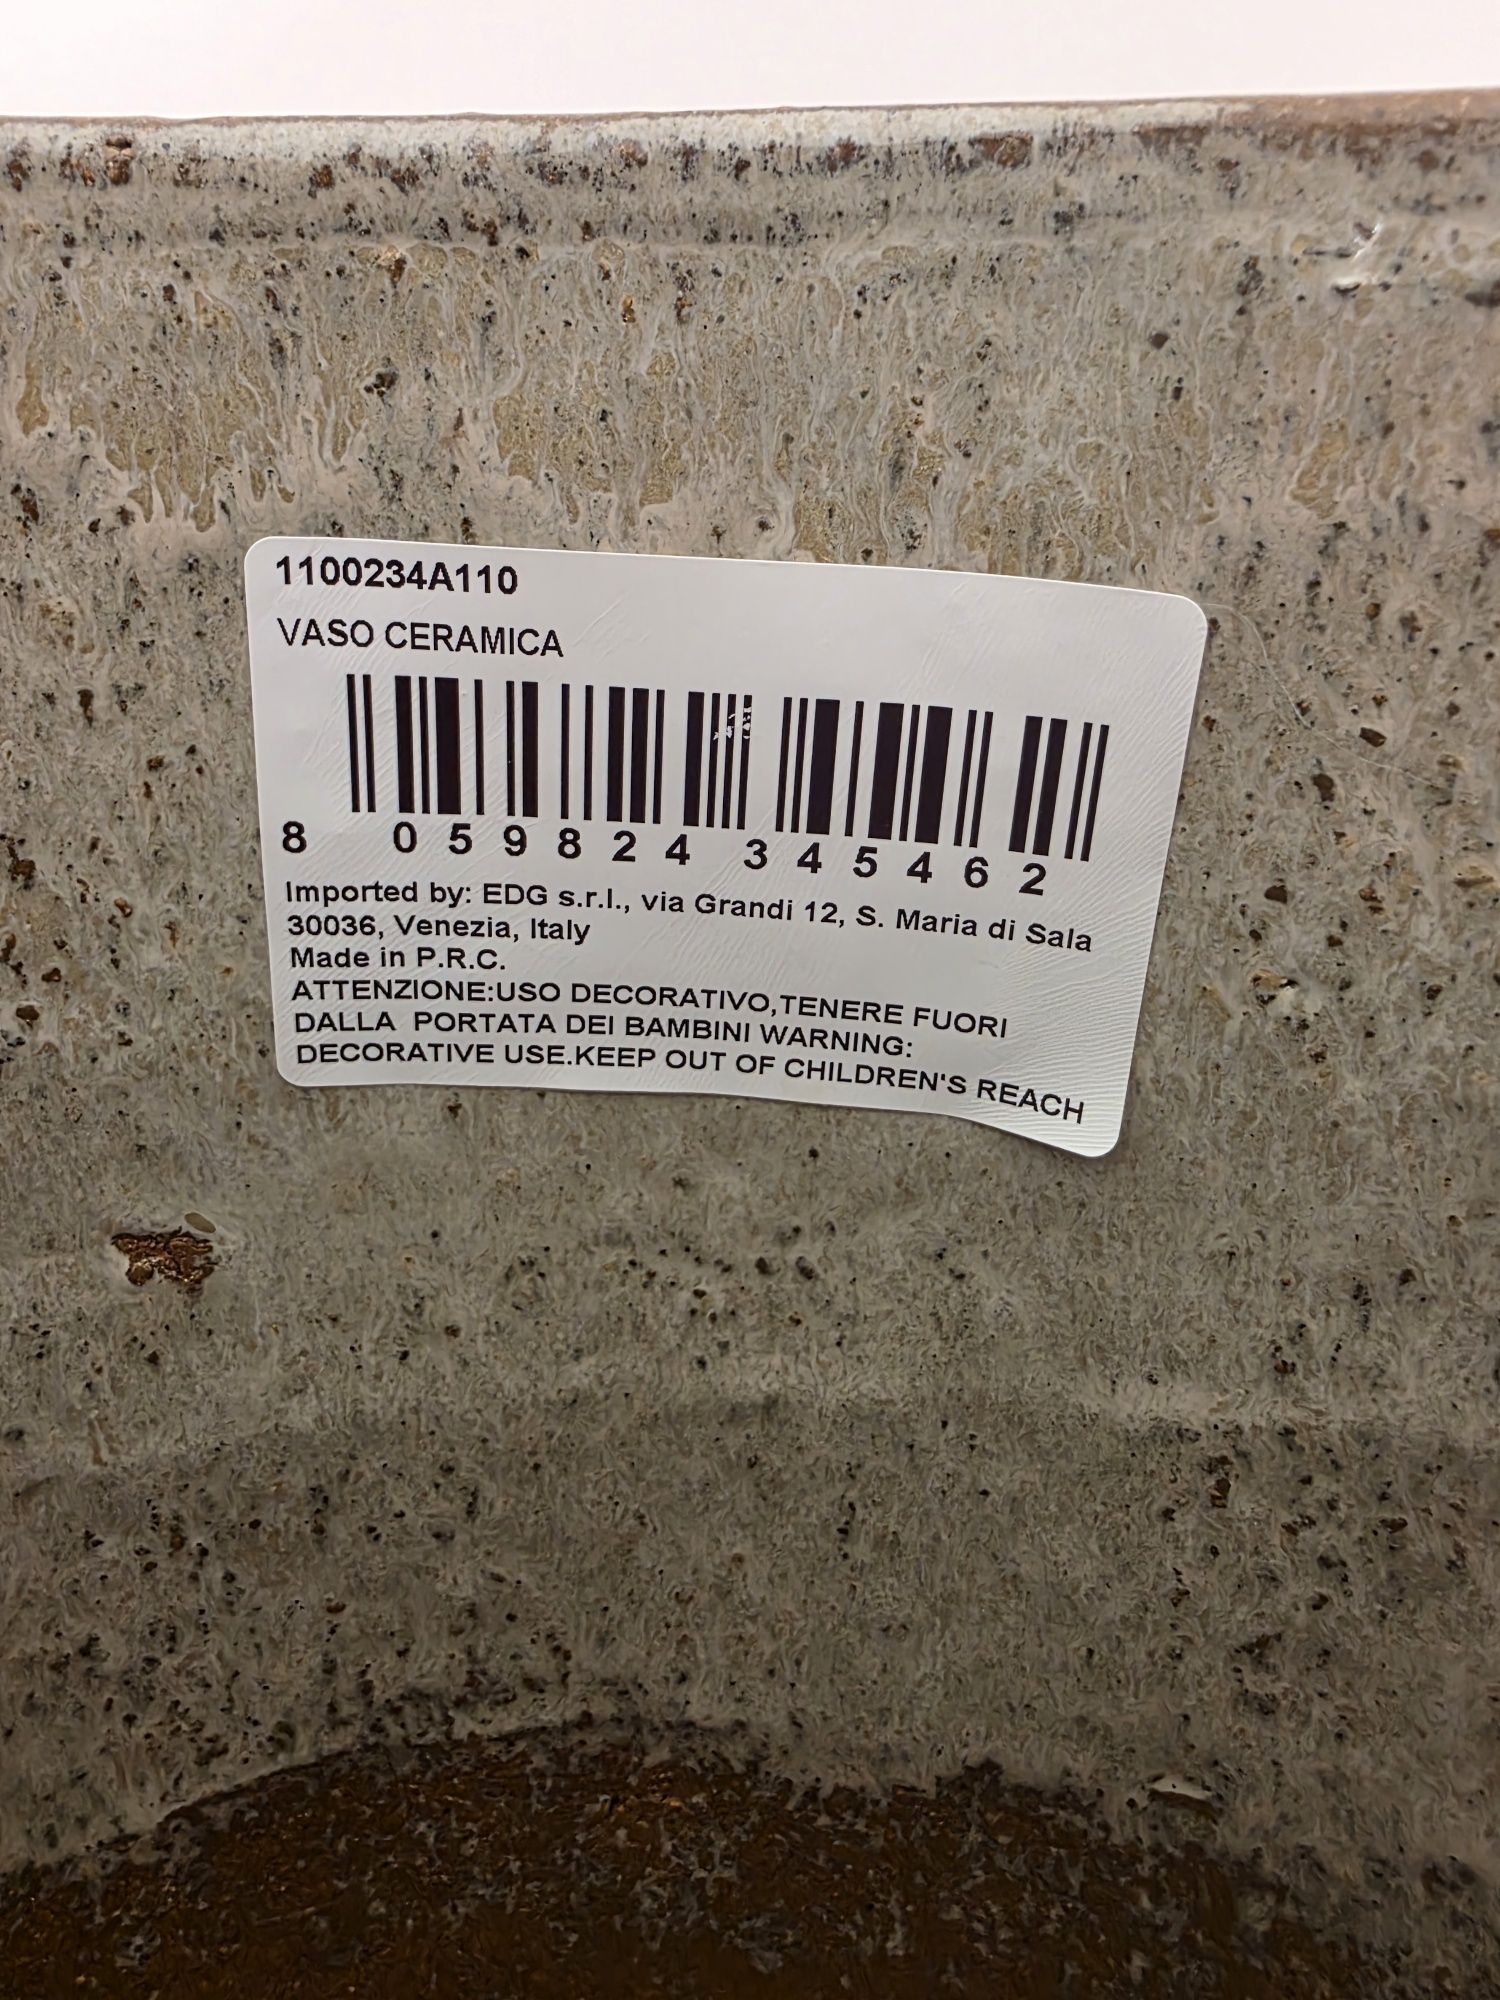 1100234A110
VASO CERAMICA
8 059824 345462
Imported by: EDG s.r.l., via Grandi 12, S. Maria di Sala
30036, Venezia, Italy
Made in P.R.C.
ATTENZIONE:USO DECORATIVO,TENERE FUORI
DALLA  PORTATA DEI BAMBINI WARNING:
DECORATIVE USE.KEEP OUT OF CHILDREN'S REACH